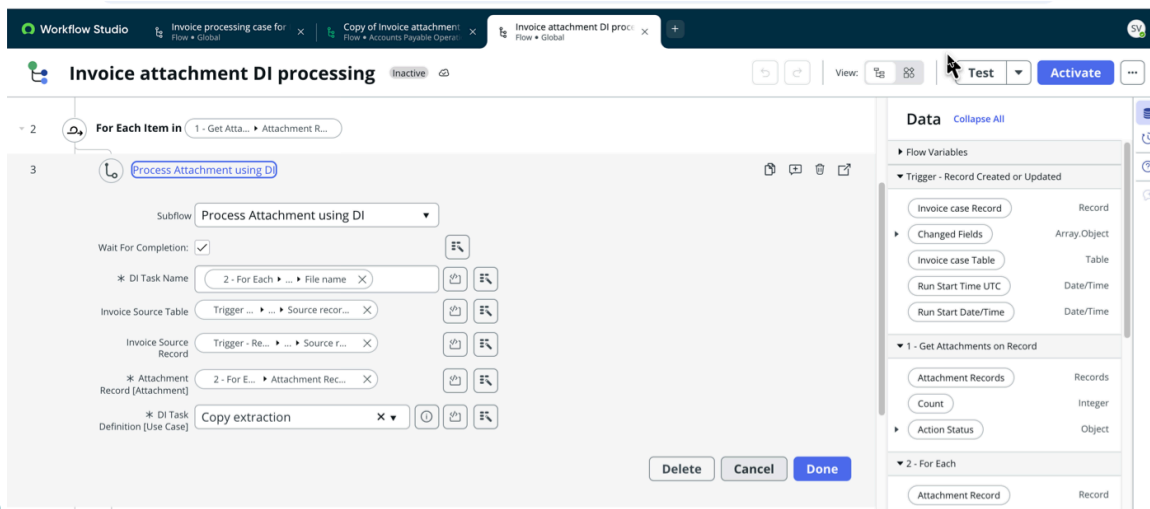 Workflow Studio
Invoice processing case for
Flow • Global
Copy of Invoice attachment
Flow • Accounts Payable Operat
Invoice attachment DI proc
Flow • Global
SV
Invoice attachment DI processing
Inactive
View:
Test
Activate
2
For Each Item in
1 - Get Atta... ▸ Attachment R...
3
Process Attachment using DI
Subflow
Process Attachment using DI
Wait For Completion:
* DI Task Name
2 - For Each ▸ ... ▸ File name
Invoice Source Table
Trigger ... ▸ ... ▸ Source recor...
Invoice Source
Record
Trigger - Re... ▸ ... ▸ Source r...
* Attachment
Record [Attachment]
2 - For E... ▸ Attachment Rec...
* DI Task
Definition [Use Case]
Copy extraction
Delete
Cancel
Done
Data
Collapse All
Flow Variables
Trigger - Record Created or Updated
Invoice case Record
Record
Changed Fields
Array.Object
Invoice case Table
Table
Run Start Time UTC
Date/Time
Run Start Date/Time
Date/Time
1 - Get Attachments on Record
Attachment Records
Records
Count
Integer
Action Status
Object
2 - For Each
Attachment Record
Record